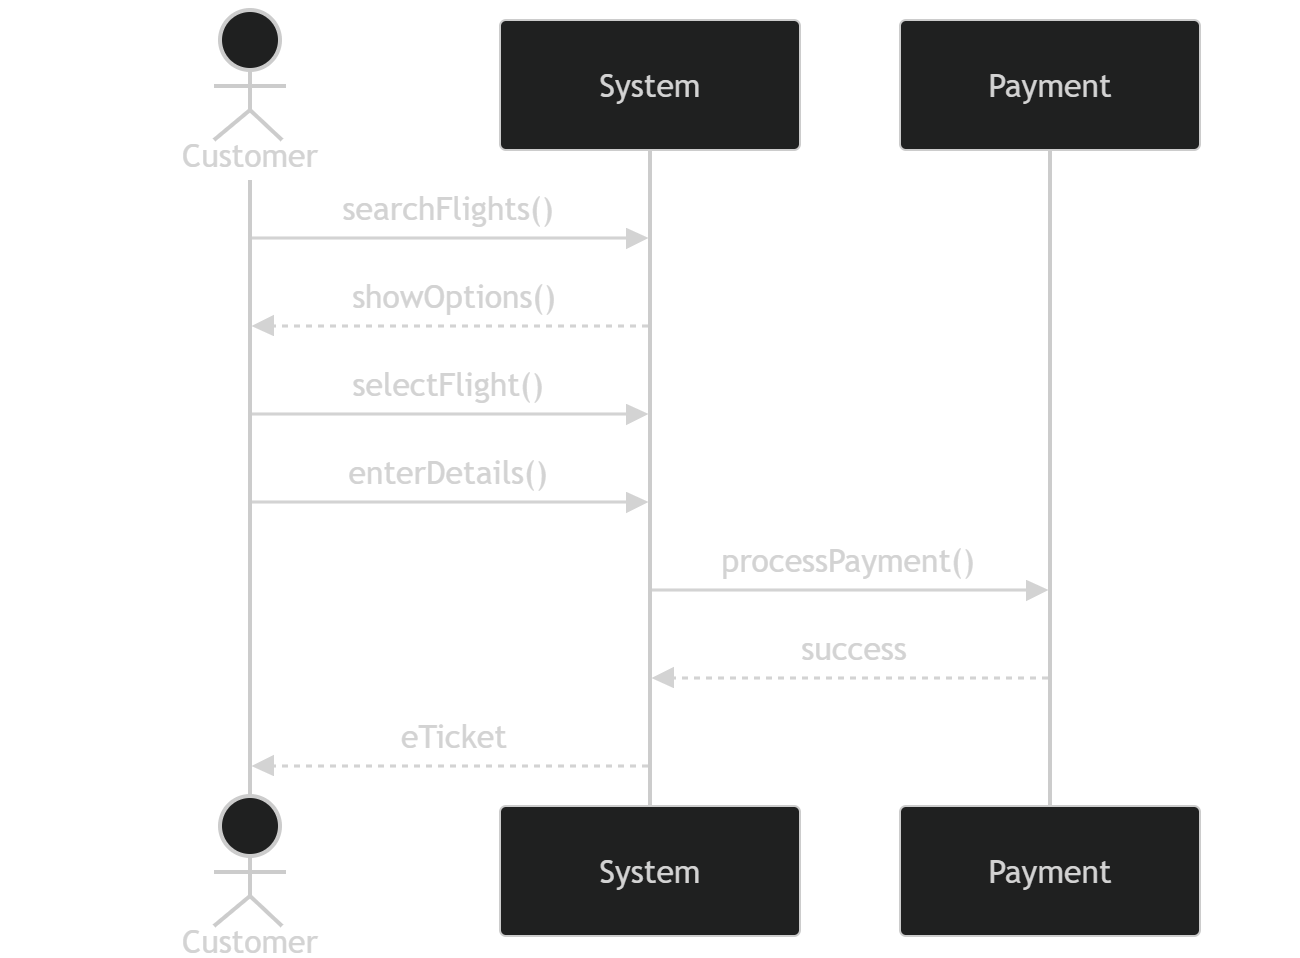 System
Payment
Customer
searchFlights()
showOptions()
selectFlight()
enterDetails()
processPayment()
success
eTicket
System
Payment
Customer